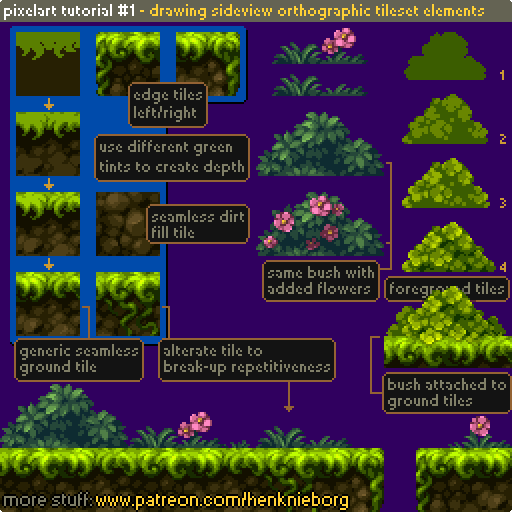 pixelart tutorial #1 - drawing sideview orthographic tileset elements
1
edge tiles
left/right
2
use different green
tints to create depth
3
seamless dirt
fill tile
4
same bush with
added flowers
foreground tiles
generic seamless
ground tile
alterate tile to
break-up repetitiveness
bush attached to
ground tiles
more stuff: www.patreon.com/henknieborg